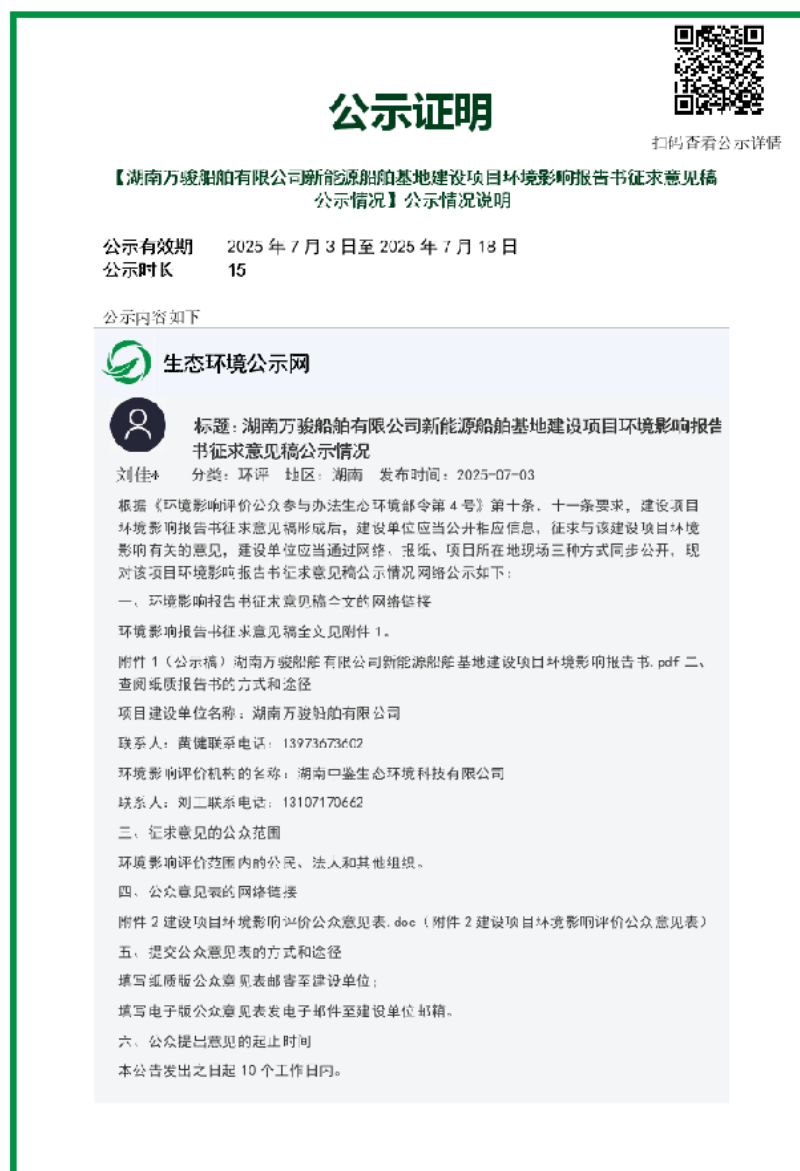 扫码查看公示详情
公示证明
【湖南万骏船舶有限公司新能源船舶基地建设项目环境影响报告书征求意见稿
公示情况】公示情况说明
公示有效期 2025 年 7 月 3 日至 2025 年 7 月 18 日
公示时长 15
公示内容如下
生态环境公示网
标题:湖南万骏船舶有限公司新能源船舶基地建设项目环境影响报告
书征求意见稿公示情况
刘佳* 分类:环评 地区:湖南 发布时间:2025-07-03
根据《环境影响评价公众参与办法生态环境部令第 4 号》第十条、十一条要求,建设项目
环境影响报告书征求意见稿形成后,建设单位应当公开相应信息,征求与该建设项目环境
影响有关的意见,建设单位应当通过网络、报纸、项目所在地现场三种方式同步公开,现
对该项目环境影响报告书征求意见稿公示情况网络公示如下:
一、环境影响报告书征求意见稿全文的网络链接
环境影响报告书征求意见稿全文见附件 1。
附件 1(公示稿)湖南万骏船舶有限公司新能源船舶基地建设项目环境影响报告书.pdf 二、
查阅纸质报告书的方式和途径
项目建设单位名称:湖南万骏船舶有限公司
联系人:黄健联系电话:13973673602
环境影响评价机构的名称:湖南中鉴生态环境科技有限公司
联系人:刘工联系电话:13107170662
三、征求意见的公众范围
环境影响评价范围内的公民、法人和其他组织。
四、公众意见表的网络链接
附件 2 建设项目环境影响评价公众意见表.doc(附件 2 建设项目环境影响评价公众意见表)
五、提交公众意见表的方式和途径
填写纸质版公众意见表邮寄至建设单位;
填写电子版公众意见表发电子邮件至建设单位邮箱。
六、公众提出意见的起止时间
本公告发出之日起 10 个工作日内。